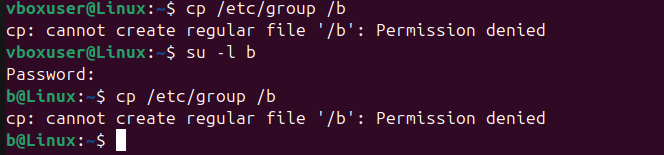 vboxuser@Linux:~$ cp /etc/group /b
cp: cannot create regular file '/b': Permission denied
vboxuser@Linux:~$ su -l b
Password:
b@Linux:~$ cp /etc/group /b
cp: cannot create regular file '/b': Permission denied
b@Linux:~$